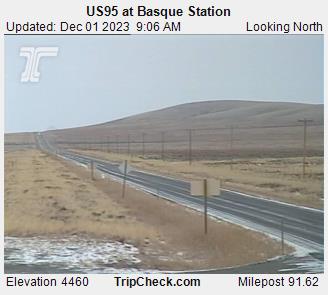 US95 at Basque Station
Updated: Dec 01 2023 9:06 AM Looking North
Elevation 4460 TripCheck.com Milepost 91.62